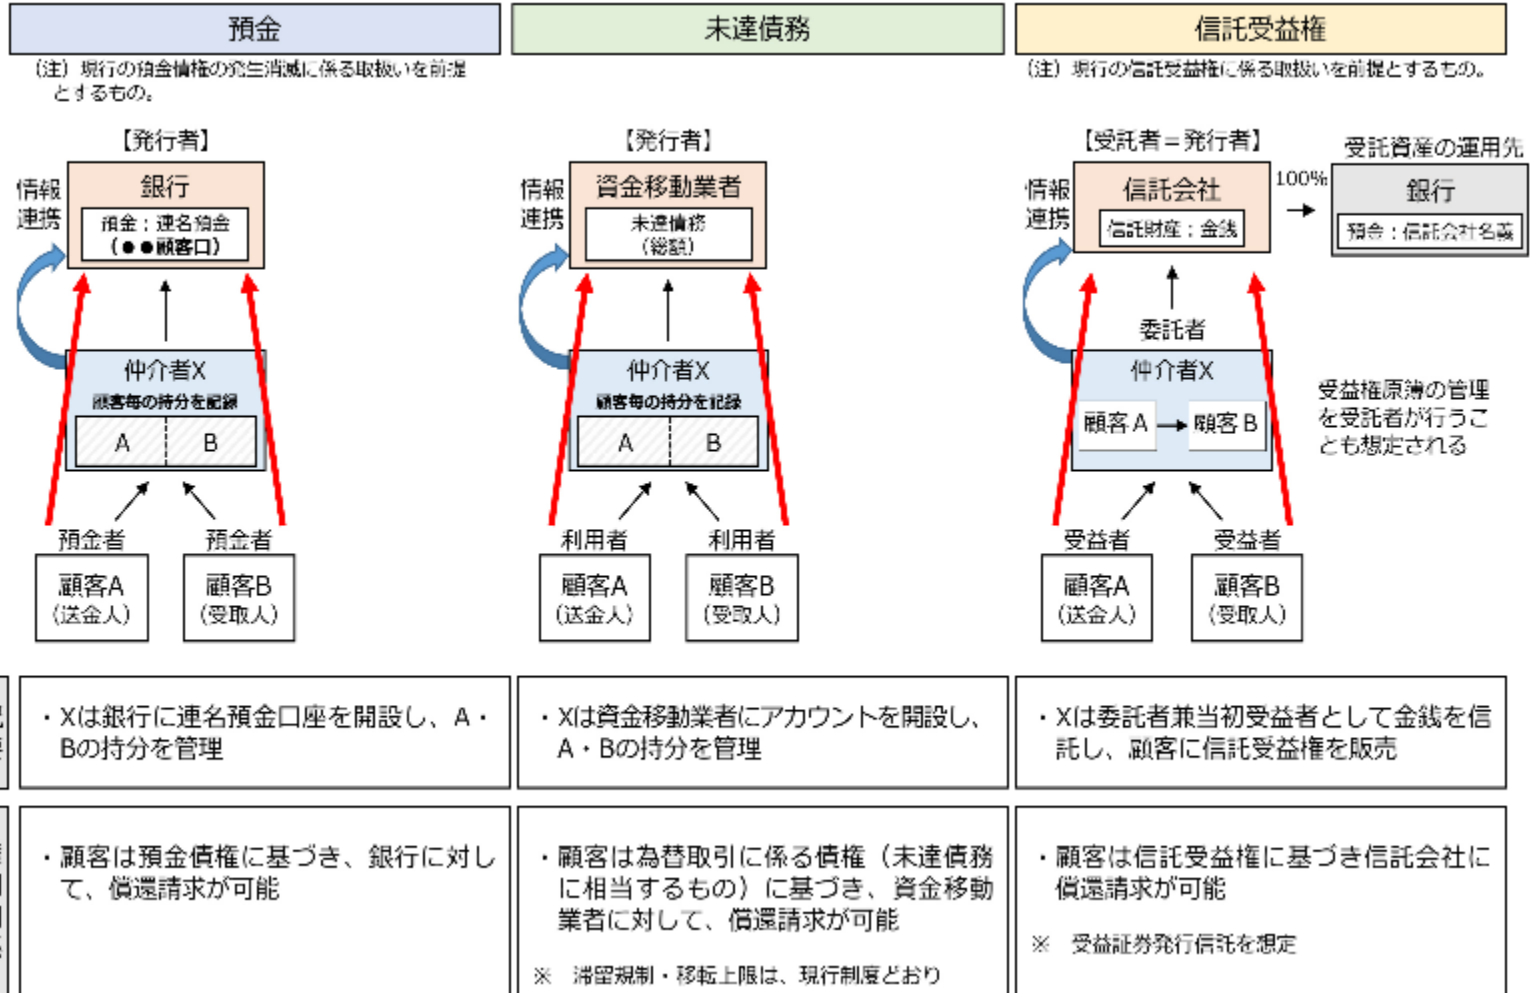 預金
(注)現行の預金債権の発生消滅に係る取扱いを前提
とするもの。
【発行者】
情報
連携
銀行
預金:連名預金
(●●顧客口)
仲介者X
顧客毎の持分を記録
A
B
預金者
預金者
顧客A
(送金人)
顧客B
(受取人)
・Xは銀行に連名預金口座を開設し、A・
Bの持分を管理
・顧客は預金債権に基づき、銀行に対し
て、償還請求が可能
未達債務
【発行者】
情報
連携
資金移動業者
未達債務
(総額)
仲介者X
顧客毎の持分を記録
A
B
利用者
利用者
顧客A
(送金人)
顧客B
(受取人)
・Xは資金移動業者にアカウントを開設し、
A・Bの持分を管理
・顧客は為替取引に係る債権(未達債務
に相当するもの)に基づき、資金移動
業者に対して、償還請求が可能
※ 滞留規制・移転上限は、現行制度どおり
信託受益権
(注)現行の信託受益権に係る取扱いを前提とするもの。
【受託者=発行者】
情報
連携
信託会社
信託財産:金銭
100%
受託資産の運用先
銀行
預金:信託会社名義
委託者
仲介者X
顧客A
顧客B
受益権原簿の管理
を受託者が行うこ
とも想定される
受益者
受益者
顧客A
(送金人)
顧客B
(受取人)
・Xは委託者兼当初受益者として金銭を信
託し、顧客に信託受益権を販売
・顧客は信託受益権に基づき信託会社に
償還請求が可能
※ 受益証券発行信託を想定